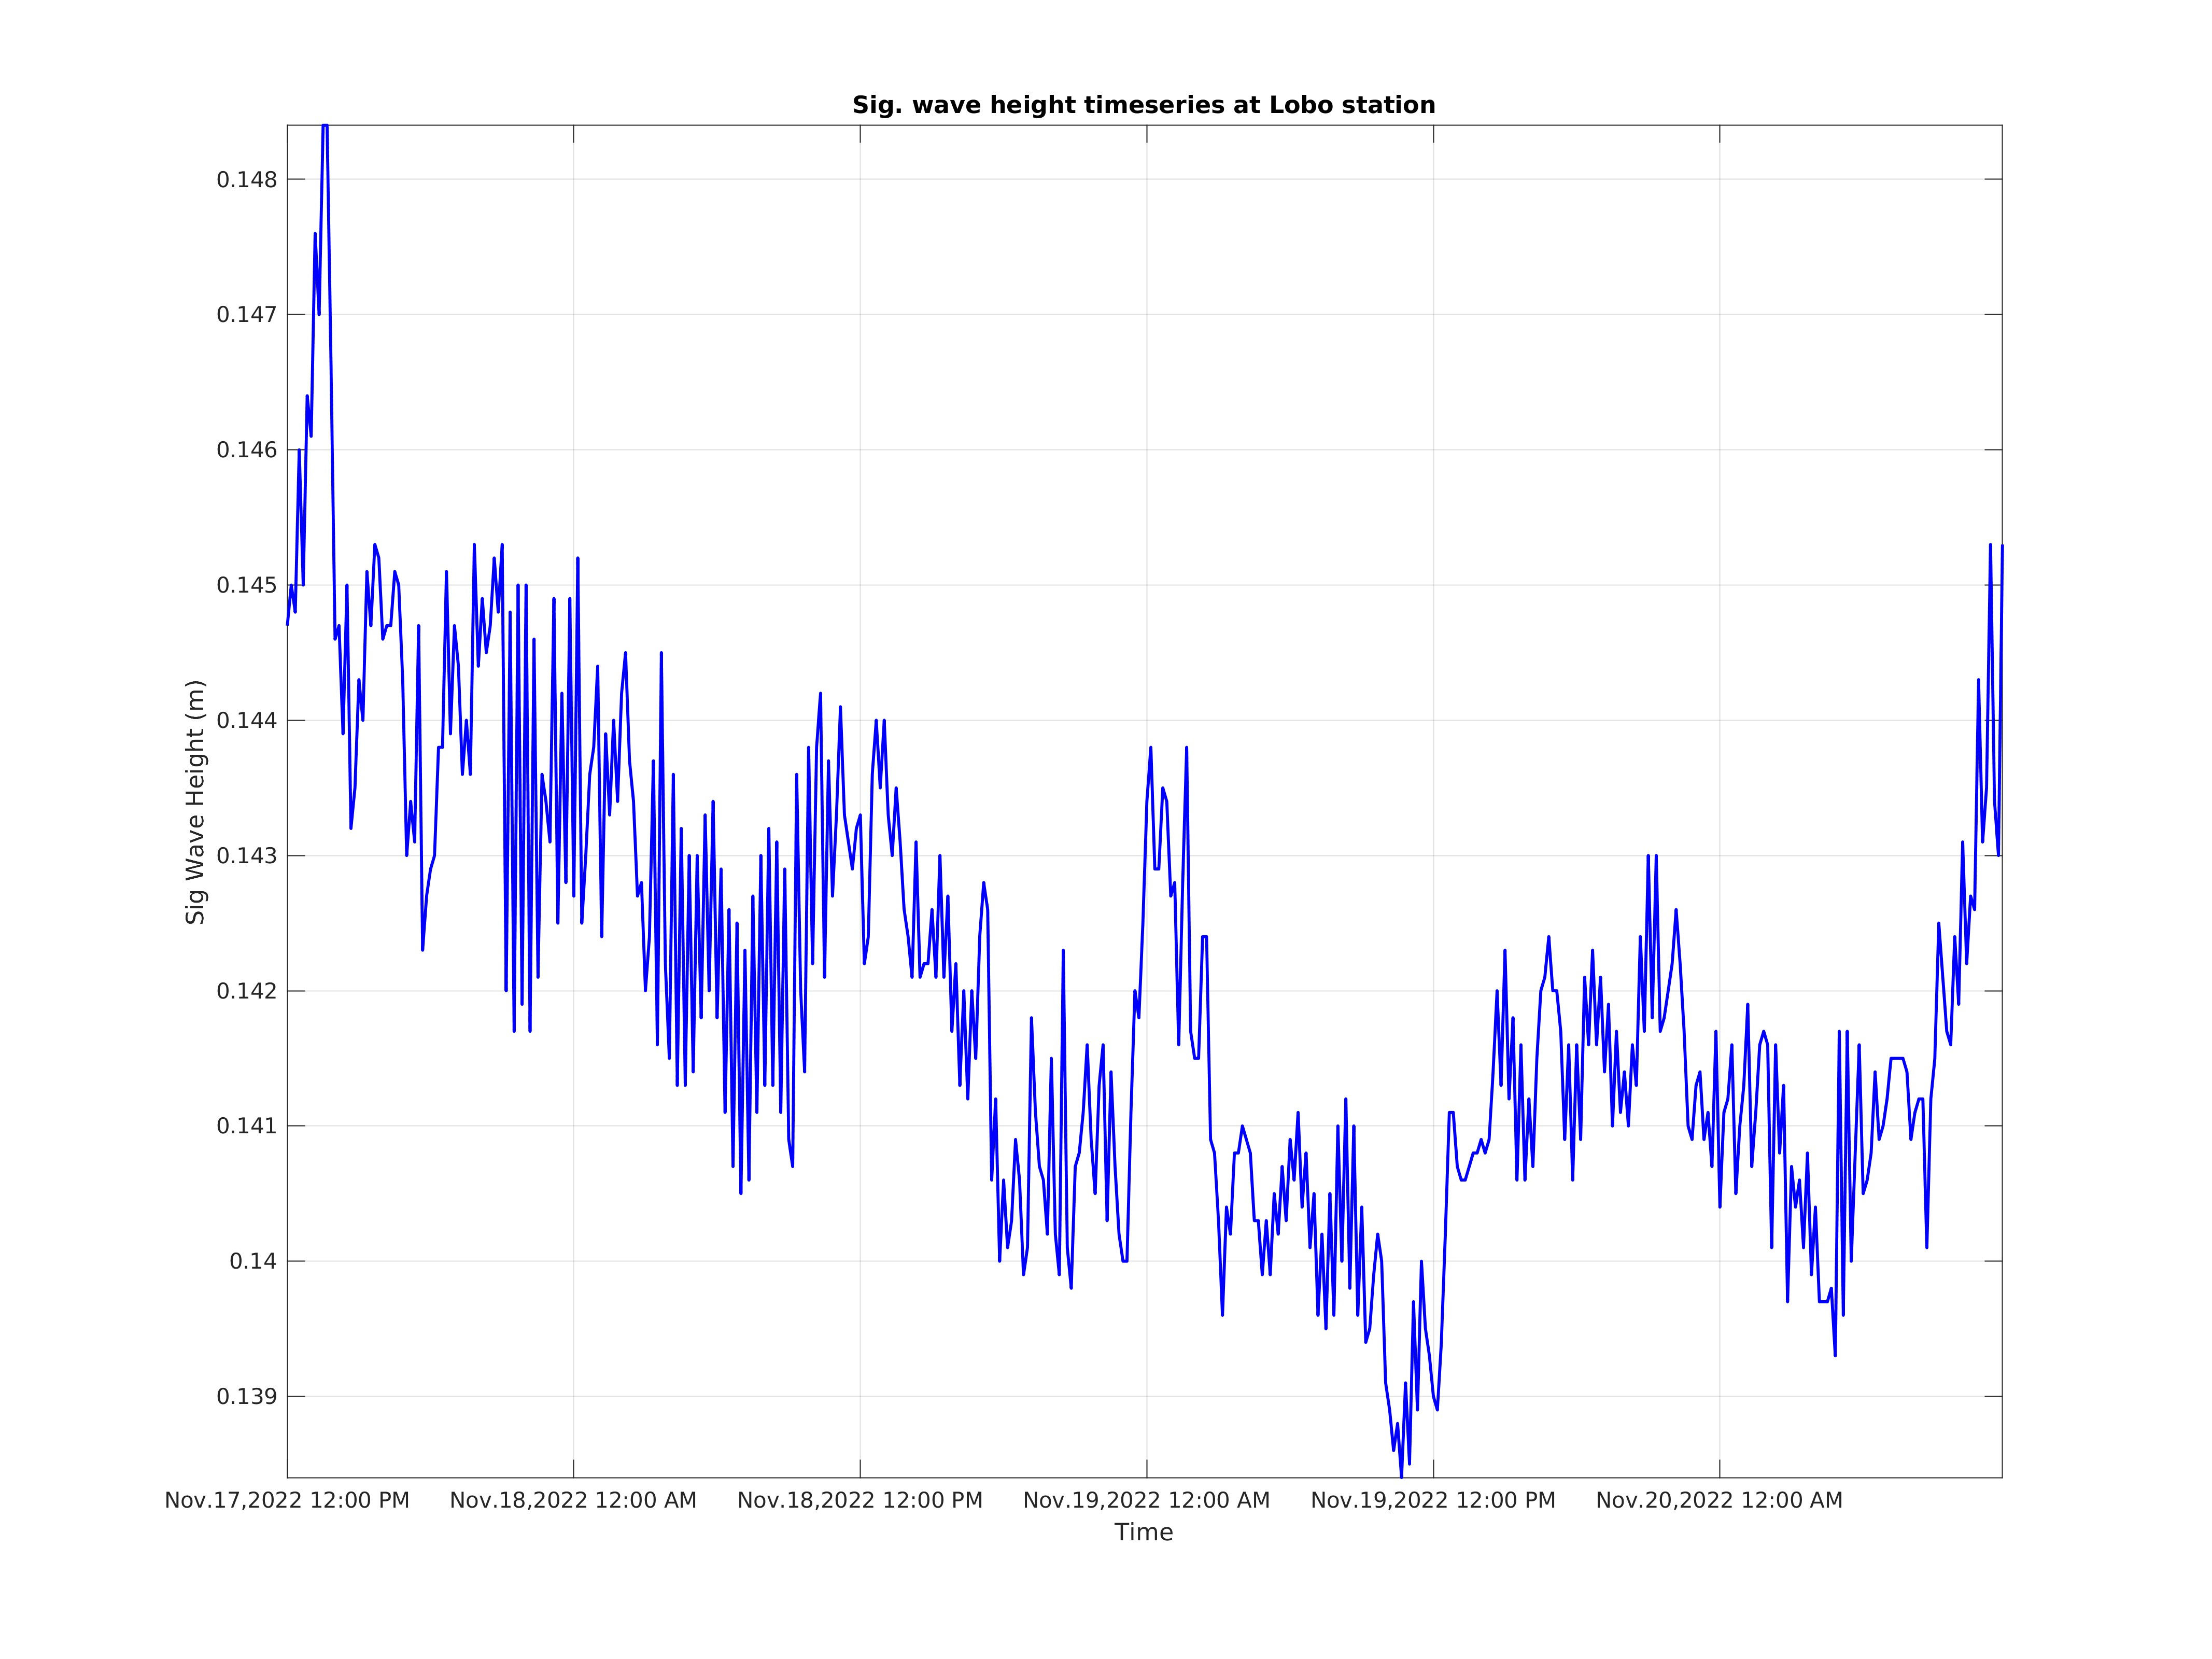 Sig. wave height timeseries at Lobo station
0.148
0.147
0.146
0.145
0.144
0.143
0.142
0.141
0.14
0.139
Sig Wave Height (m)
Nov.17,2022 12:00 PM Nov.18,2022 12:00 AM Nov.18,2022 12:00 PM Nov.19,2022 12:00 AM Nov.19,2022 12:00 PM Nov.20,2022 12:00 AM
Time